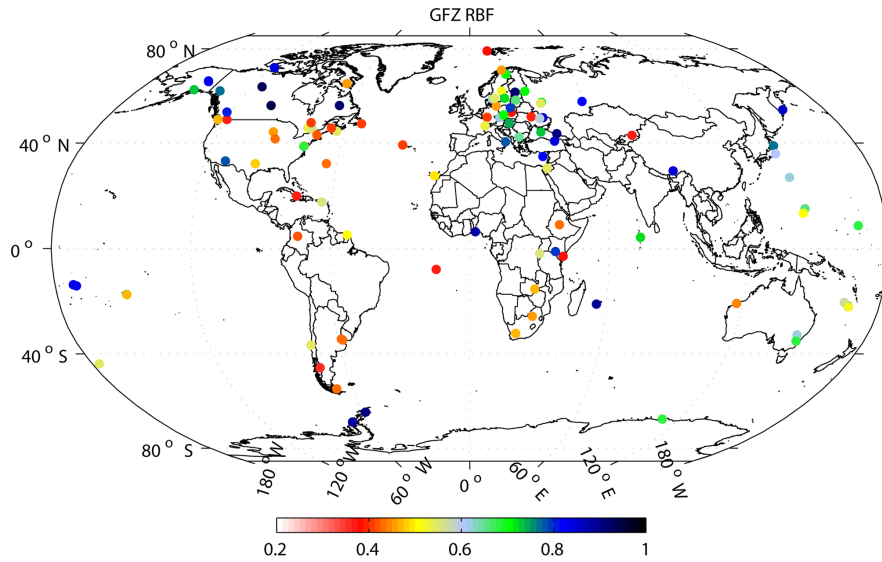 GFZ RBF
80 ° N
40 ° N
0 °
40 ° S
80 ° S
180 ° W
120 ° W
60 ° W
0 °
60 ° E
120 ° E
180 ° W
0.2 0.4 0.6 0.8 1